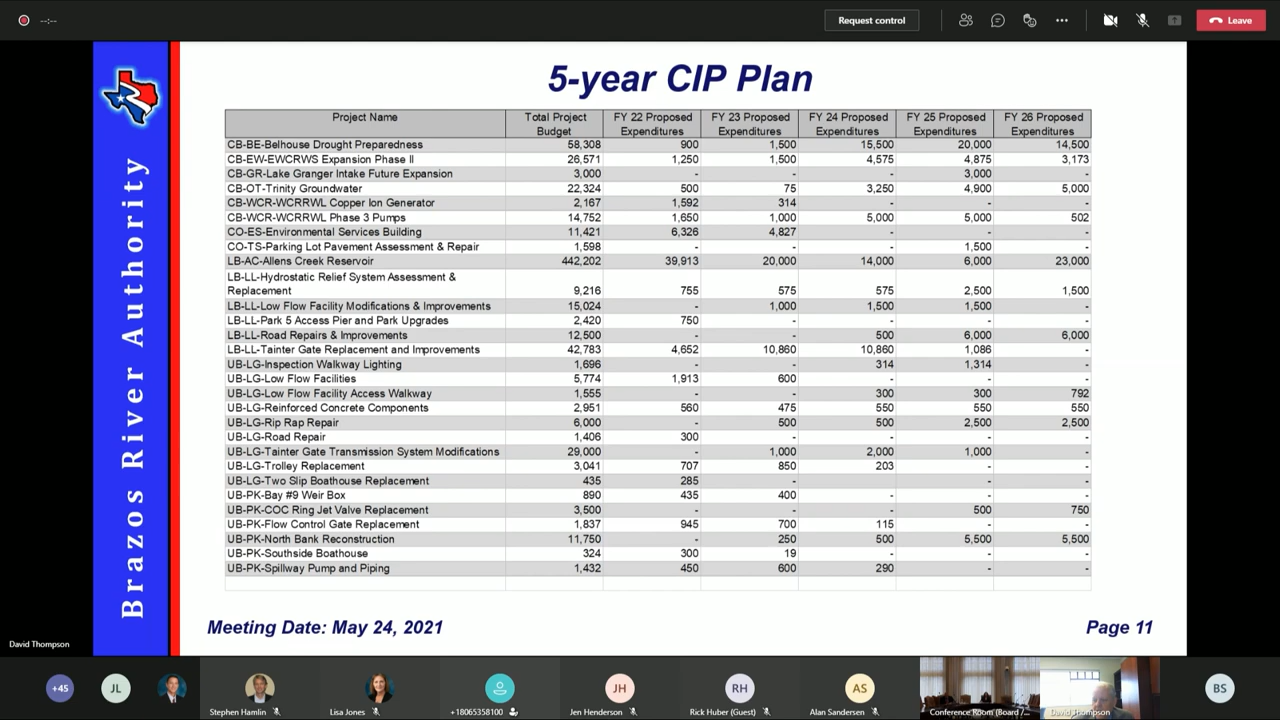 --:--
Request control
Leave
Brazos River Authority
5-year CIP Plan
Project Name Total Project Budget FY 22 Proposed Expenditures FY 23 Proposed Expenditures FY 24 Proposed Expenditures FY 25 Proposed Expenditures FY 26 Proposed Expenditures
CB-BE-Belhouse Drought Preparedness 58,308 900 1,500 15,500 20,000 14,500
CB-EW-EWCRWS Expansion Phase II 26,571 1,250 1,500 4,575 4,875 3,173
CB-GR-Lake Granger Intake Future Expansion 3,000 - - - 3,000 -
CB-OT-Trinity Groundwater 22,324 500 75 3,250 4,900 5,000
CB-WCR-WCRRWL Copper Ion Generator 2,167 1,592 314 - - -
CB-WCR-WCRRWL Phase 3 Pumps 14,752 1,650 1,000 5,000 5,000 502
CO-ES-Environmental Services Building 11,421 6,326 4,827 - - -
CO-TS-Parking Lot Pavement Assessment & Repair 1,598 - - - 1,500 -
LB-AC-Allens Creek Reservoir 442,202 39,913 20,000 14,000 6,000 23,000
LB-LL-Hydrostatic Relief System Assessment &
Replacement 9,216 755 575 575 2,500 1,500
LB-LL-Low Flow Facility Modifications & Improvements 15,024 - 1,000 1,500 1,500 -
LB-LL-Park 5 Access Pier and Park Upgrades 2,420 750 - - - -
LB-LL-Road Repairs & Improvements 12,500 - - 500 6,000 6,000
LB-LL-Tainter Gate Replacement and Improvements 42,783 4,652 10,860 10,860 1,086 -
UB-LG-Inspection Walkway Lighting 1,696 - - 314 1,314 -
UB-LG-Low Flow Facilities 5,774 1,913 600 - - -
UB-LG-Low Flow Facility Access Walkway 1,555 - - 300 300 792
UB-LG-Reinforced Concrete Components 2,951 560 475 550 550 550
UB-LG-Rip Rap Repair 6,000 - 500 500 2,500 2,500
UB-LG-Road Repair 1,406 300 - - - -
UB-LG-Tainter Gate Transmission System Modifications 29,000 - 1,000 2,000 1,000 -
UB-LG-Trolley Replacement 3,041 707 850 203 - -
UB-LG-Two Slip Boathouse Replacement 435 285 - - -
UB-PK-Bay #9 Weir Box 890 435 400 - - -
UB-PK-COC Ring Jet Valve Replacement 3,500 - - - 500 750
UB-PK-Flow Control Gate Replacement 1,837 945 700 115 - -
UB-PK-North Bank Reconstruction 11,750 - 250 500 5,500 5,500
UB-PK-Southside Boathouse 324 300 19 - - -
UB-PK-Spillway Pump and Piping 1,432 450 600 290 - -
Meeting Date: May 24, 2021
Page 11
David Thompson
+45
JL
Stephen Hamlin
Lisa Jones
+18065358100
JH
Jen Henderson
RH
Rick Huber (Guest)
AS
Alan Sandersen
Conference Room (Board /...
David Thompson
BS